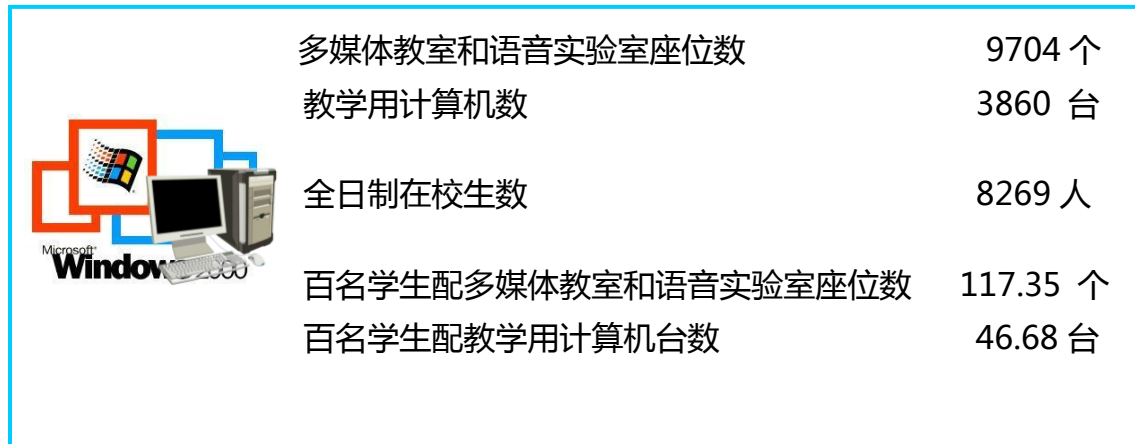 多媒体教室和语音实验室座位数 9704 个
教学用计算机数 3860 台
全日制在校生数 8269 人
Microsoft
Windows 2000
百名学生配多媒体教室和语音实验室座位数 117.35 个
百名学生配教学用计算机台数 46.68 台